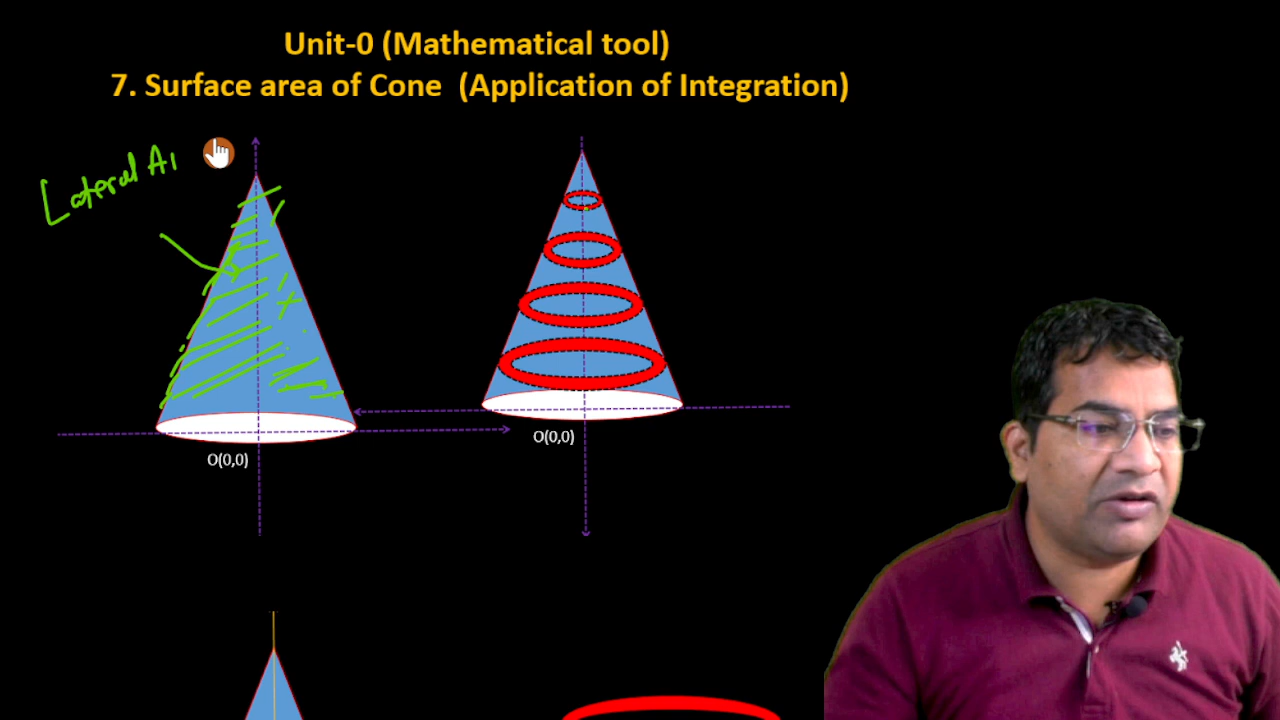 Unit-0 (Mathematical tool)
7. Surface area of Cone (Application of Integration)
Lateral A
O(0,0)
O(0,0)